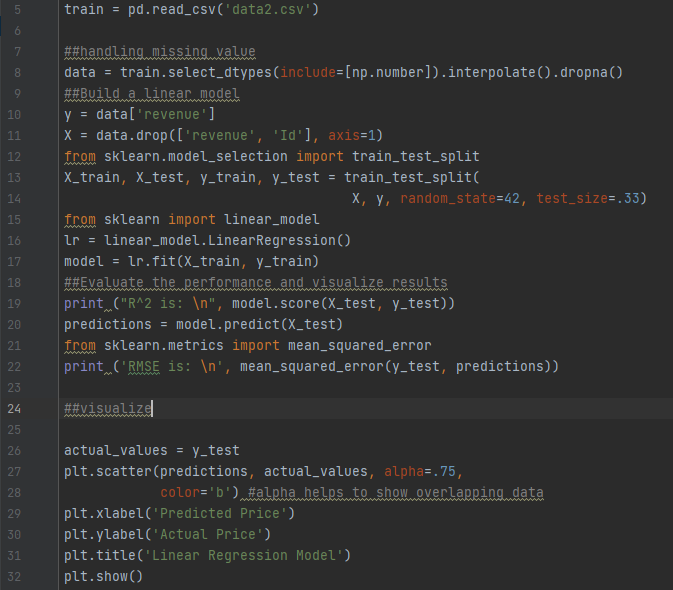 5 train = pd.read_csv('data2.csv')
6
7 ##handling missing value
8 data = train.select_dtypes(include=[np.number]).interpolate().dropna()
9 ##Build a linear model
10 y = data['revenue']
11 X = data.drop(['revenue', 'Id'], axis=1)
12 from sklearn.model_selection import train_test_split
13 X_train, X_test, y_train, y_test = train_test_split(
14 X, y, random_state=42, test_size=.33)
15 from sklearn import linear_model
16 lr = linear_model.LinearRegression()
17 model = lr.fit(X_train, y_train)
18 ##Evaluate the performance and visualize results
19 print ("R^2 is: \n", model.score(X_test, y_test))
20 predictions = model.predict(X_test)
21 from sklearn.metrics import mean_squared_error
22 print ('RMSE is: \n', mean_squared_error(y_test, predictions))
23
24 ##visualize
25
26 actual_values = y_test
27 plt.scatter(predictions, actual_values, alpha=.75,
28 color='b') #alpha helps to show overlapping data
29 plt.xlabel('Predicted Price')
30 plt.ylabel('Actual Price')
31 plt.title('Linear Regression Model')
32 plt.show()